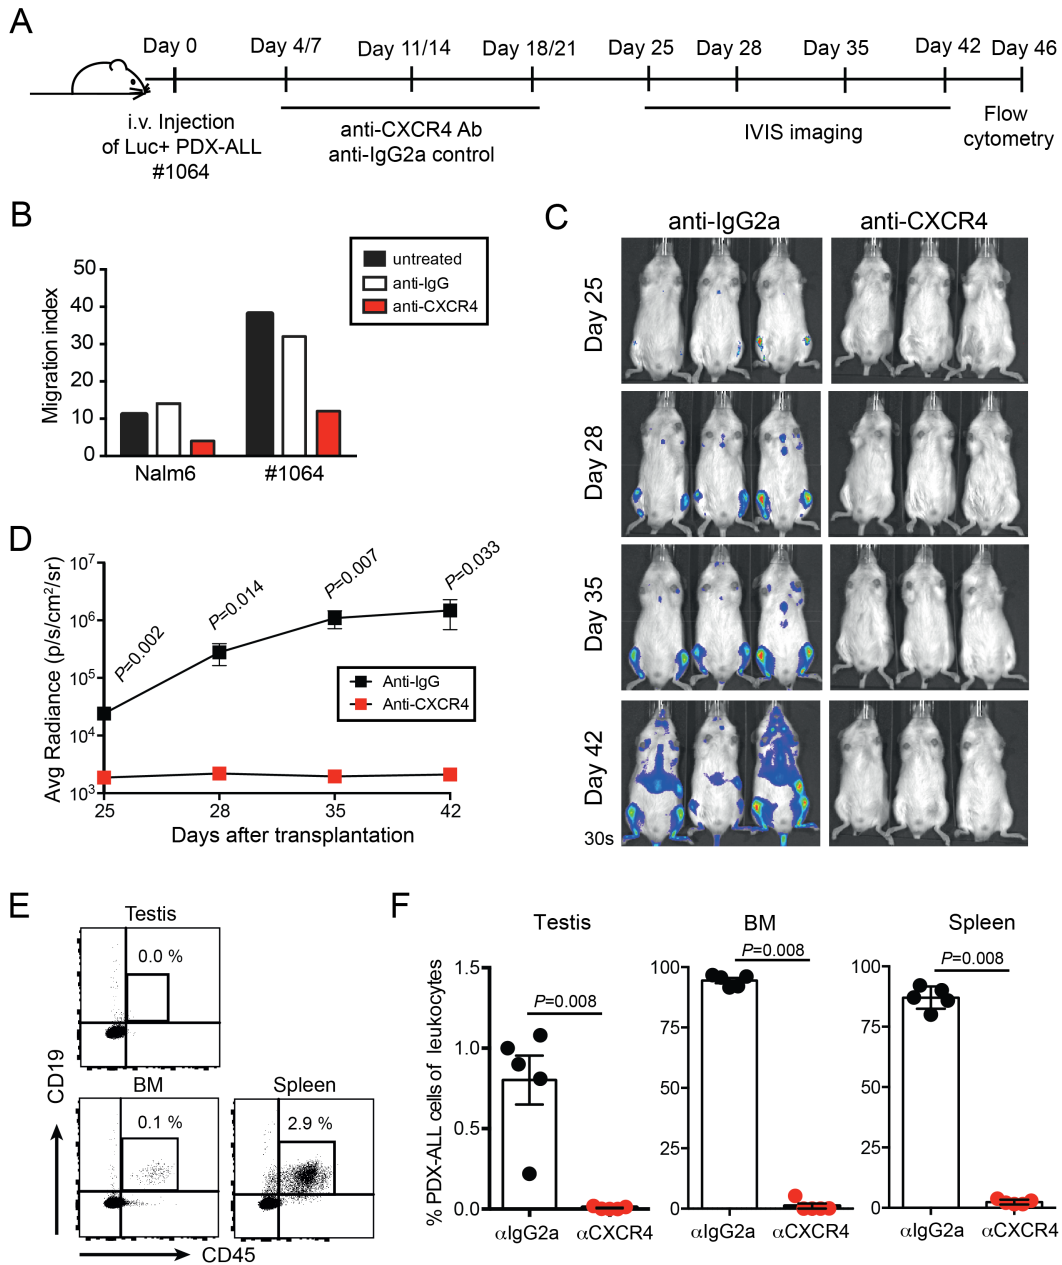 A
Day 0
Day 4/7
Day 11/14
Day 18/21
Day 25
Day 28
Day 35
Day 42
Day 46
i.v. Injection
of Luc+ PDX-ALL
#1064
anti-CXCR4 Ab
anti-IgG2a control
IVIS imaging
Flow
cytometry
B
untreated
anti-IgG
anti-CXCR4
Migration index
50
40
30
20
10
0
Nalm6
#1064
C
anti-IgG2a
anti-CXCR4
Day 25
Day 28
Day 35
Day 42
30s
D
Avg Radiance (p/s/cm²/sr)
10⁷
10⁶
10⁵
10⁴
10³
P=0.002
P=0.014
P=0.007
P=0.033
Anti-IgG
Anti-CXCR4
25
28
35
42
Days after transplantation
E
Testis
0.0 %
BM
0.1 %
Spleen
2.9 %
CD19
CD45
F
% PDX-ALL cells of leukocytes
Testis
P=0.008
1.5
1.0
0.5
0.0
αIgG2a
αCXCR4
BM
P=0.008
100
75
50
25
0
αIgG2a
αCXCR4
Spleen
P=0.008
100
75
50
25
0
αIgG2a
αCXCR4